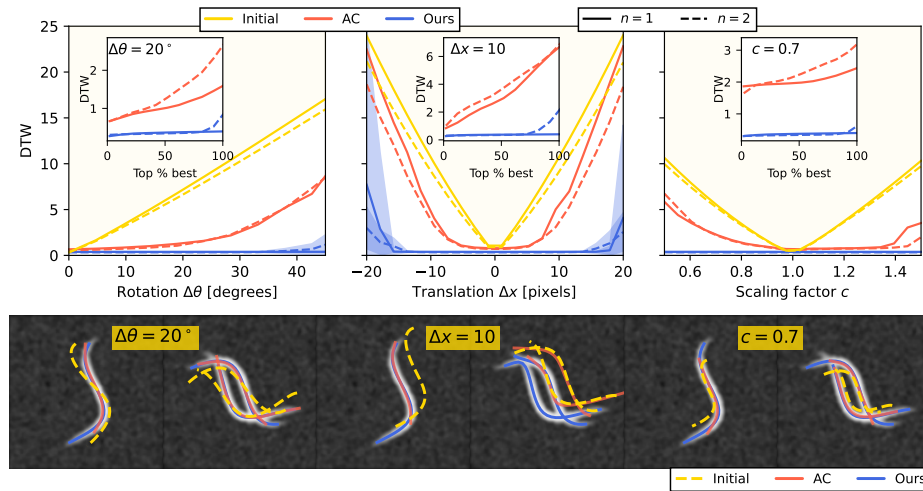 Initial AC Ours
n = 1 n = 2
25
20
15
10
5
0
DTW
0 10 20 30 40
Rotation Δθ [degrees]
Δθ = 20°
DTW
2
1
0 50 100
Top % best
−20 −10 0 10 20
Translation Δx [pixels]
Δx = 10
DTW
6
4
2
0
0 50 100
Top % best
0.6 0.8 1.0 1.2 1.4
Scaling factor c
c = 0.7
DTW
3
2
1
0
0 50 100
Top % best
Δθ = 20° Δx = 10 c = 0.7
Initial AC Ours